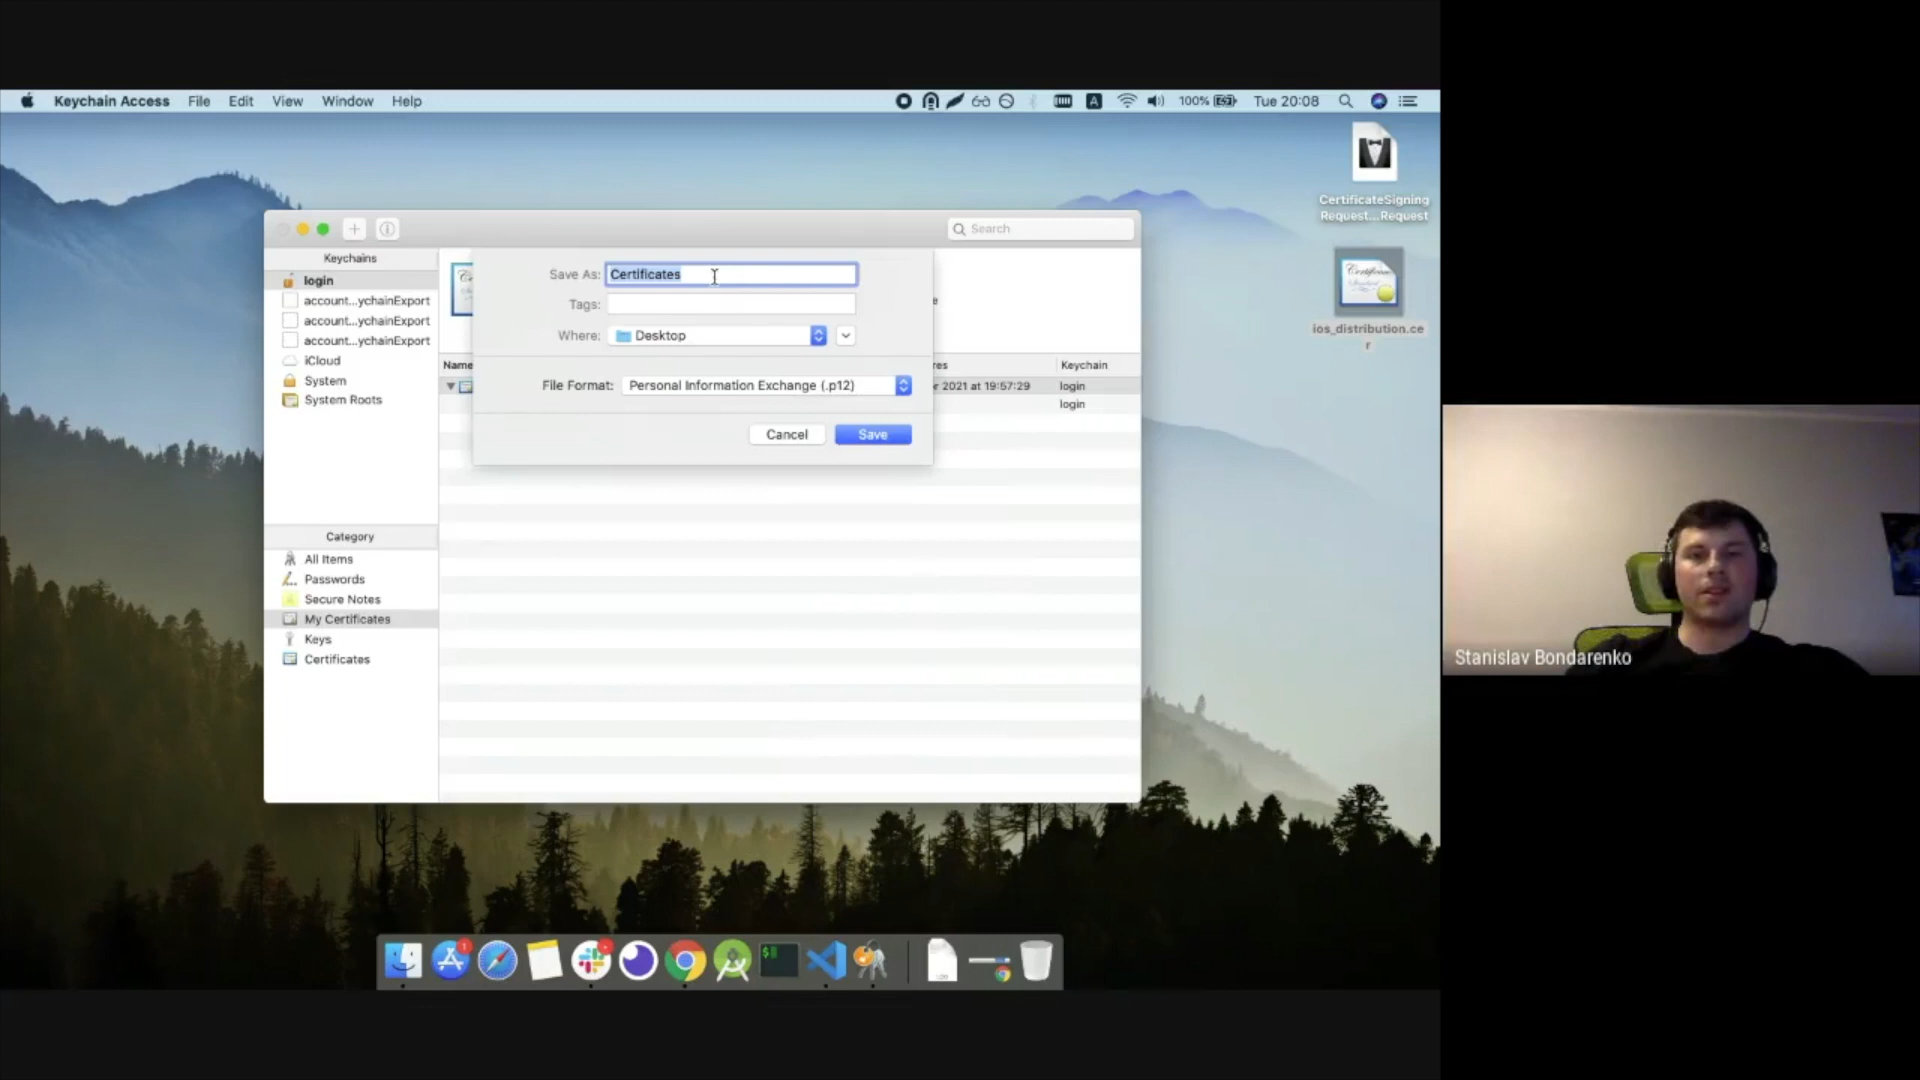 Keychain Access File Edit View Window Help
A 100% Tue 20:08
CertificateSigning
Request...Request
ios_distribution.ce
r
Search
Keychains
login
account...ychainExport
account...ychainExport
account...ychainExport
iCloud
System
System Roots
Save As: Certificates
Tags:
Where: Desktop
File Format: Personal Information Exchange (.p12)
Cancel Save
e
Name res Keychain
r 2021 at 19:57:29 login
login
Category
All Items
Passwords
Secure Notes
My Certificates
Keys
Certificates
Stanislav Bondarenko
1